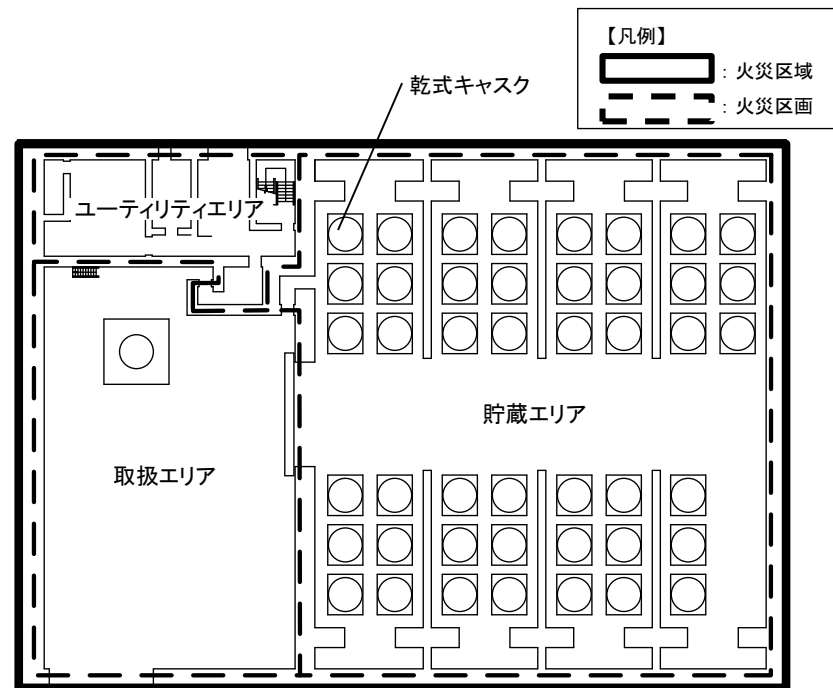 【凡例】
：火災区域
：火災区画
乾式キャスク
ユーティリティエリア
貯蔵エリア
取扱エリア